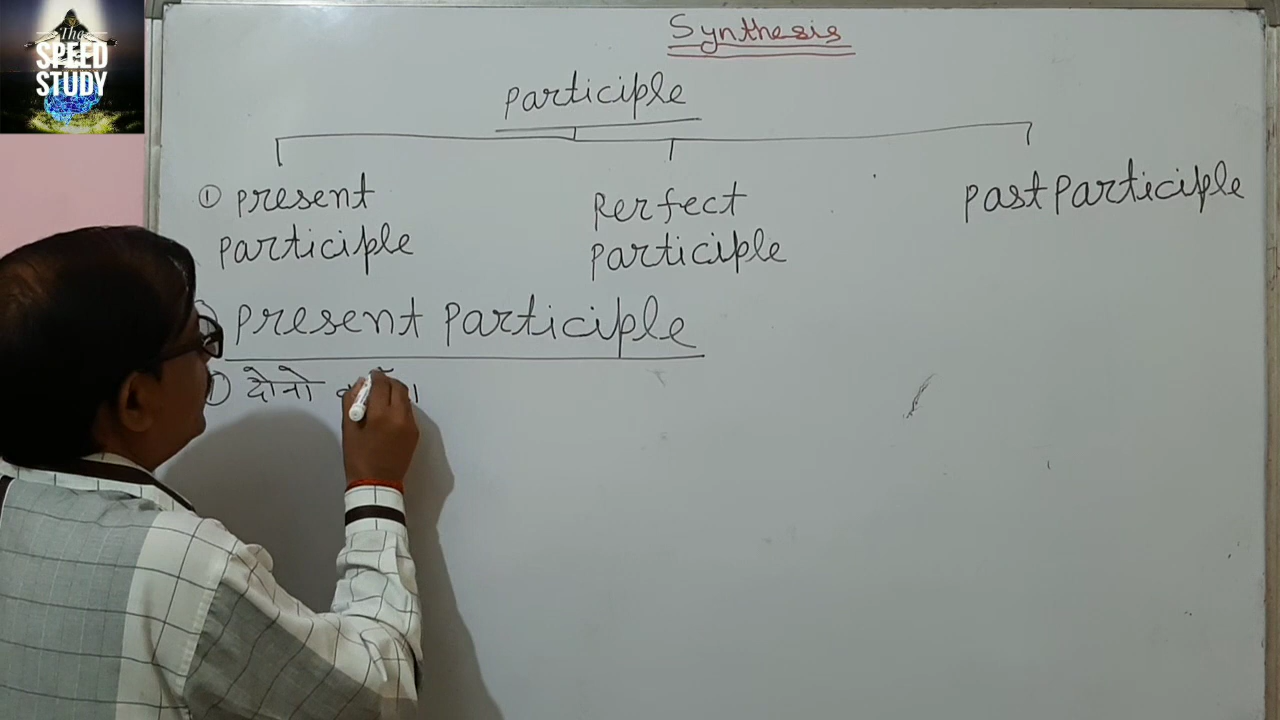 The
SPEED
STUDY
Synthesis
participle
① present
participle
perfect
participle
past participle
present participle
① दोनो